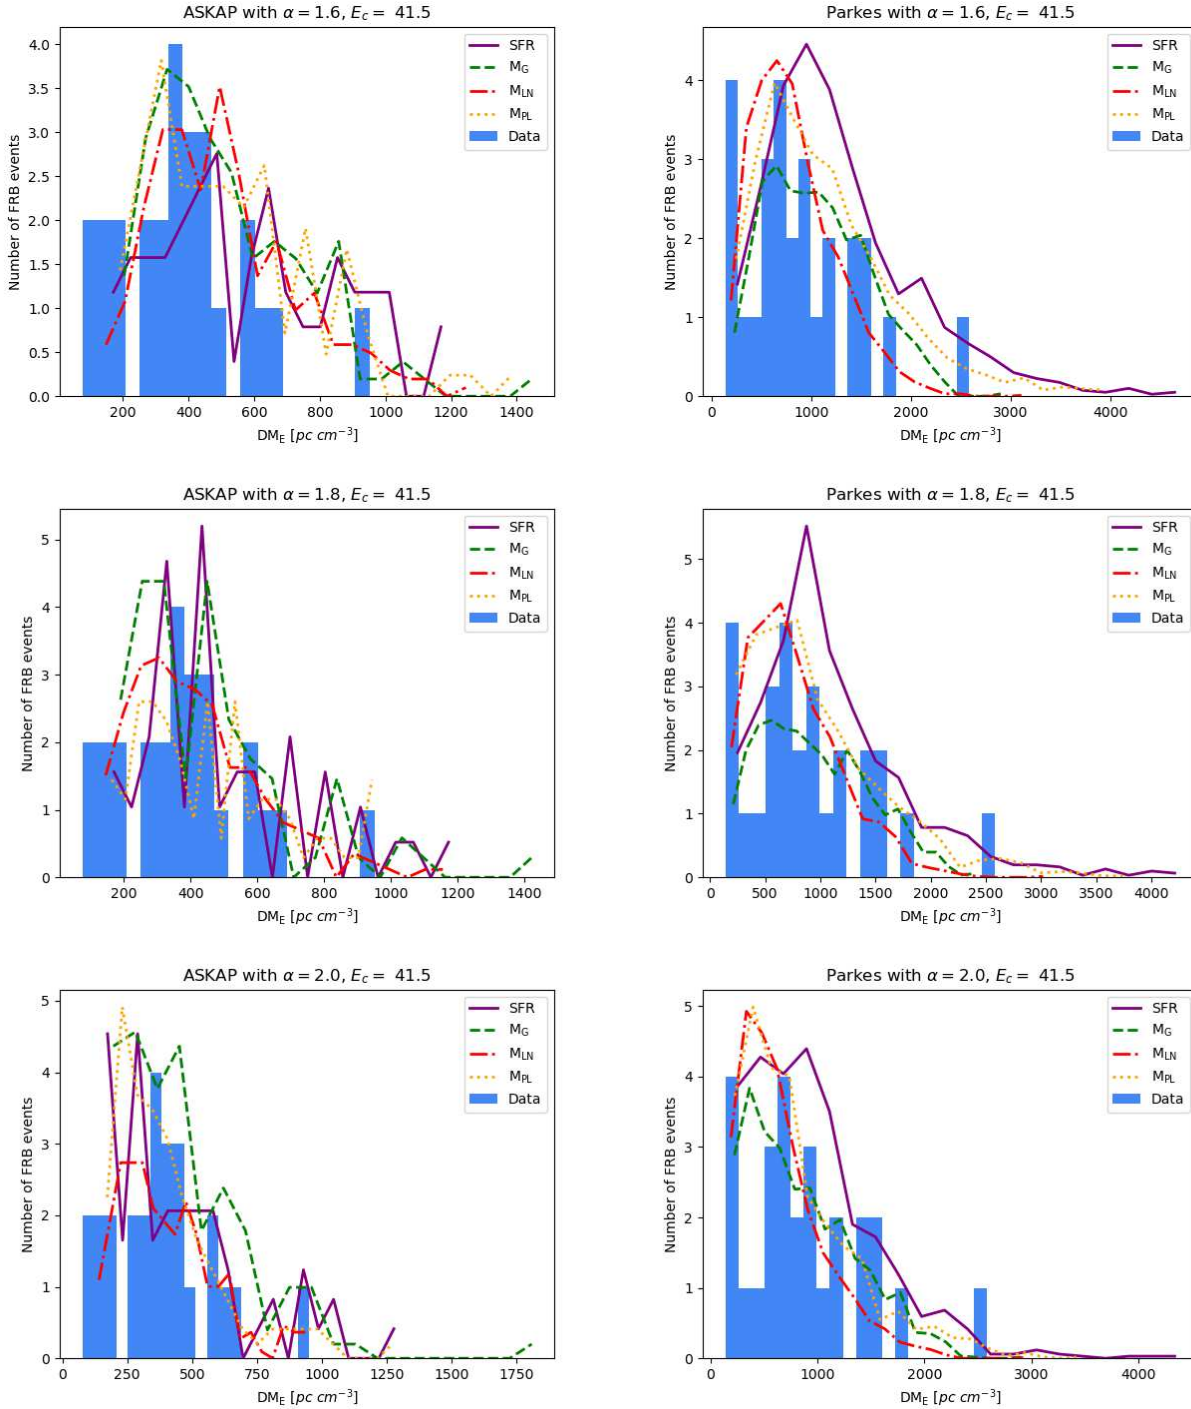 ASKAP with α = 1.6, E_c = 41.5
4.0
3.5
3.0
2.5
2.0
1.5
1.0
0.5
0.0
Number of FRB events
SFR
M_G
M_LN
M_PL
Data
200 400 600 800 1000 1200 1400
DM_E [pc cm⁻³]
Parkes with α = 1.6, E_c = 41.5
4
3
2
1
0
Number of FRB events
SFR
M_G
M_LN
M_PL
Data
0 1000 2000 3000 4000
DM_E [pc cm⁻³]
ASKAP with α = 1.8, E_c = 41.5
5
4
3
2
1
0
Number of FRB events
SFR
M_G
M_LN
M_PL
Data
200 400 600 800 1000 1200 1400
DM_E [pc cm⁻³]
Parkes with α = 1.8, E_c = 41.5
5
4
3
2
1
0
Number of FRB events
SFR
M_G
M_LN
M_PL
Data
0 500 1000 1500 2000 2500 3000 3500 4000
DM_E [pc cm⁻³]
ASKAP with α = 2.0, E_c = 41.5
5
4
3
2
1
0
Number of FRB events
SFR
M_G
M_LN
M_PL
Data
0 250 500 750 1000 1250 1500 1750
DM_E [pc cm⁻³]
Parkes with α = 2.0, E_c = 41.5
5
4
3
2
1
0
Number of FRB events
SFR
M_G
M_LN
M_PL
Data
0 1000 2000 3000 4000
DM_E [pc cm⁻³]